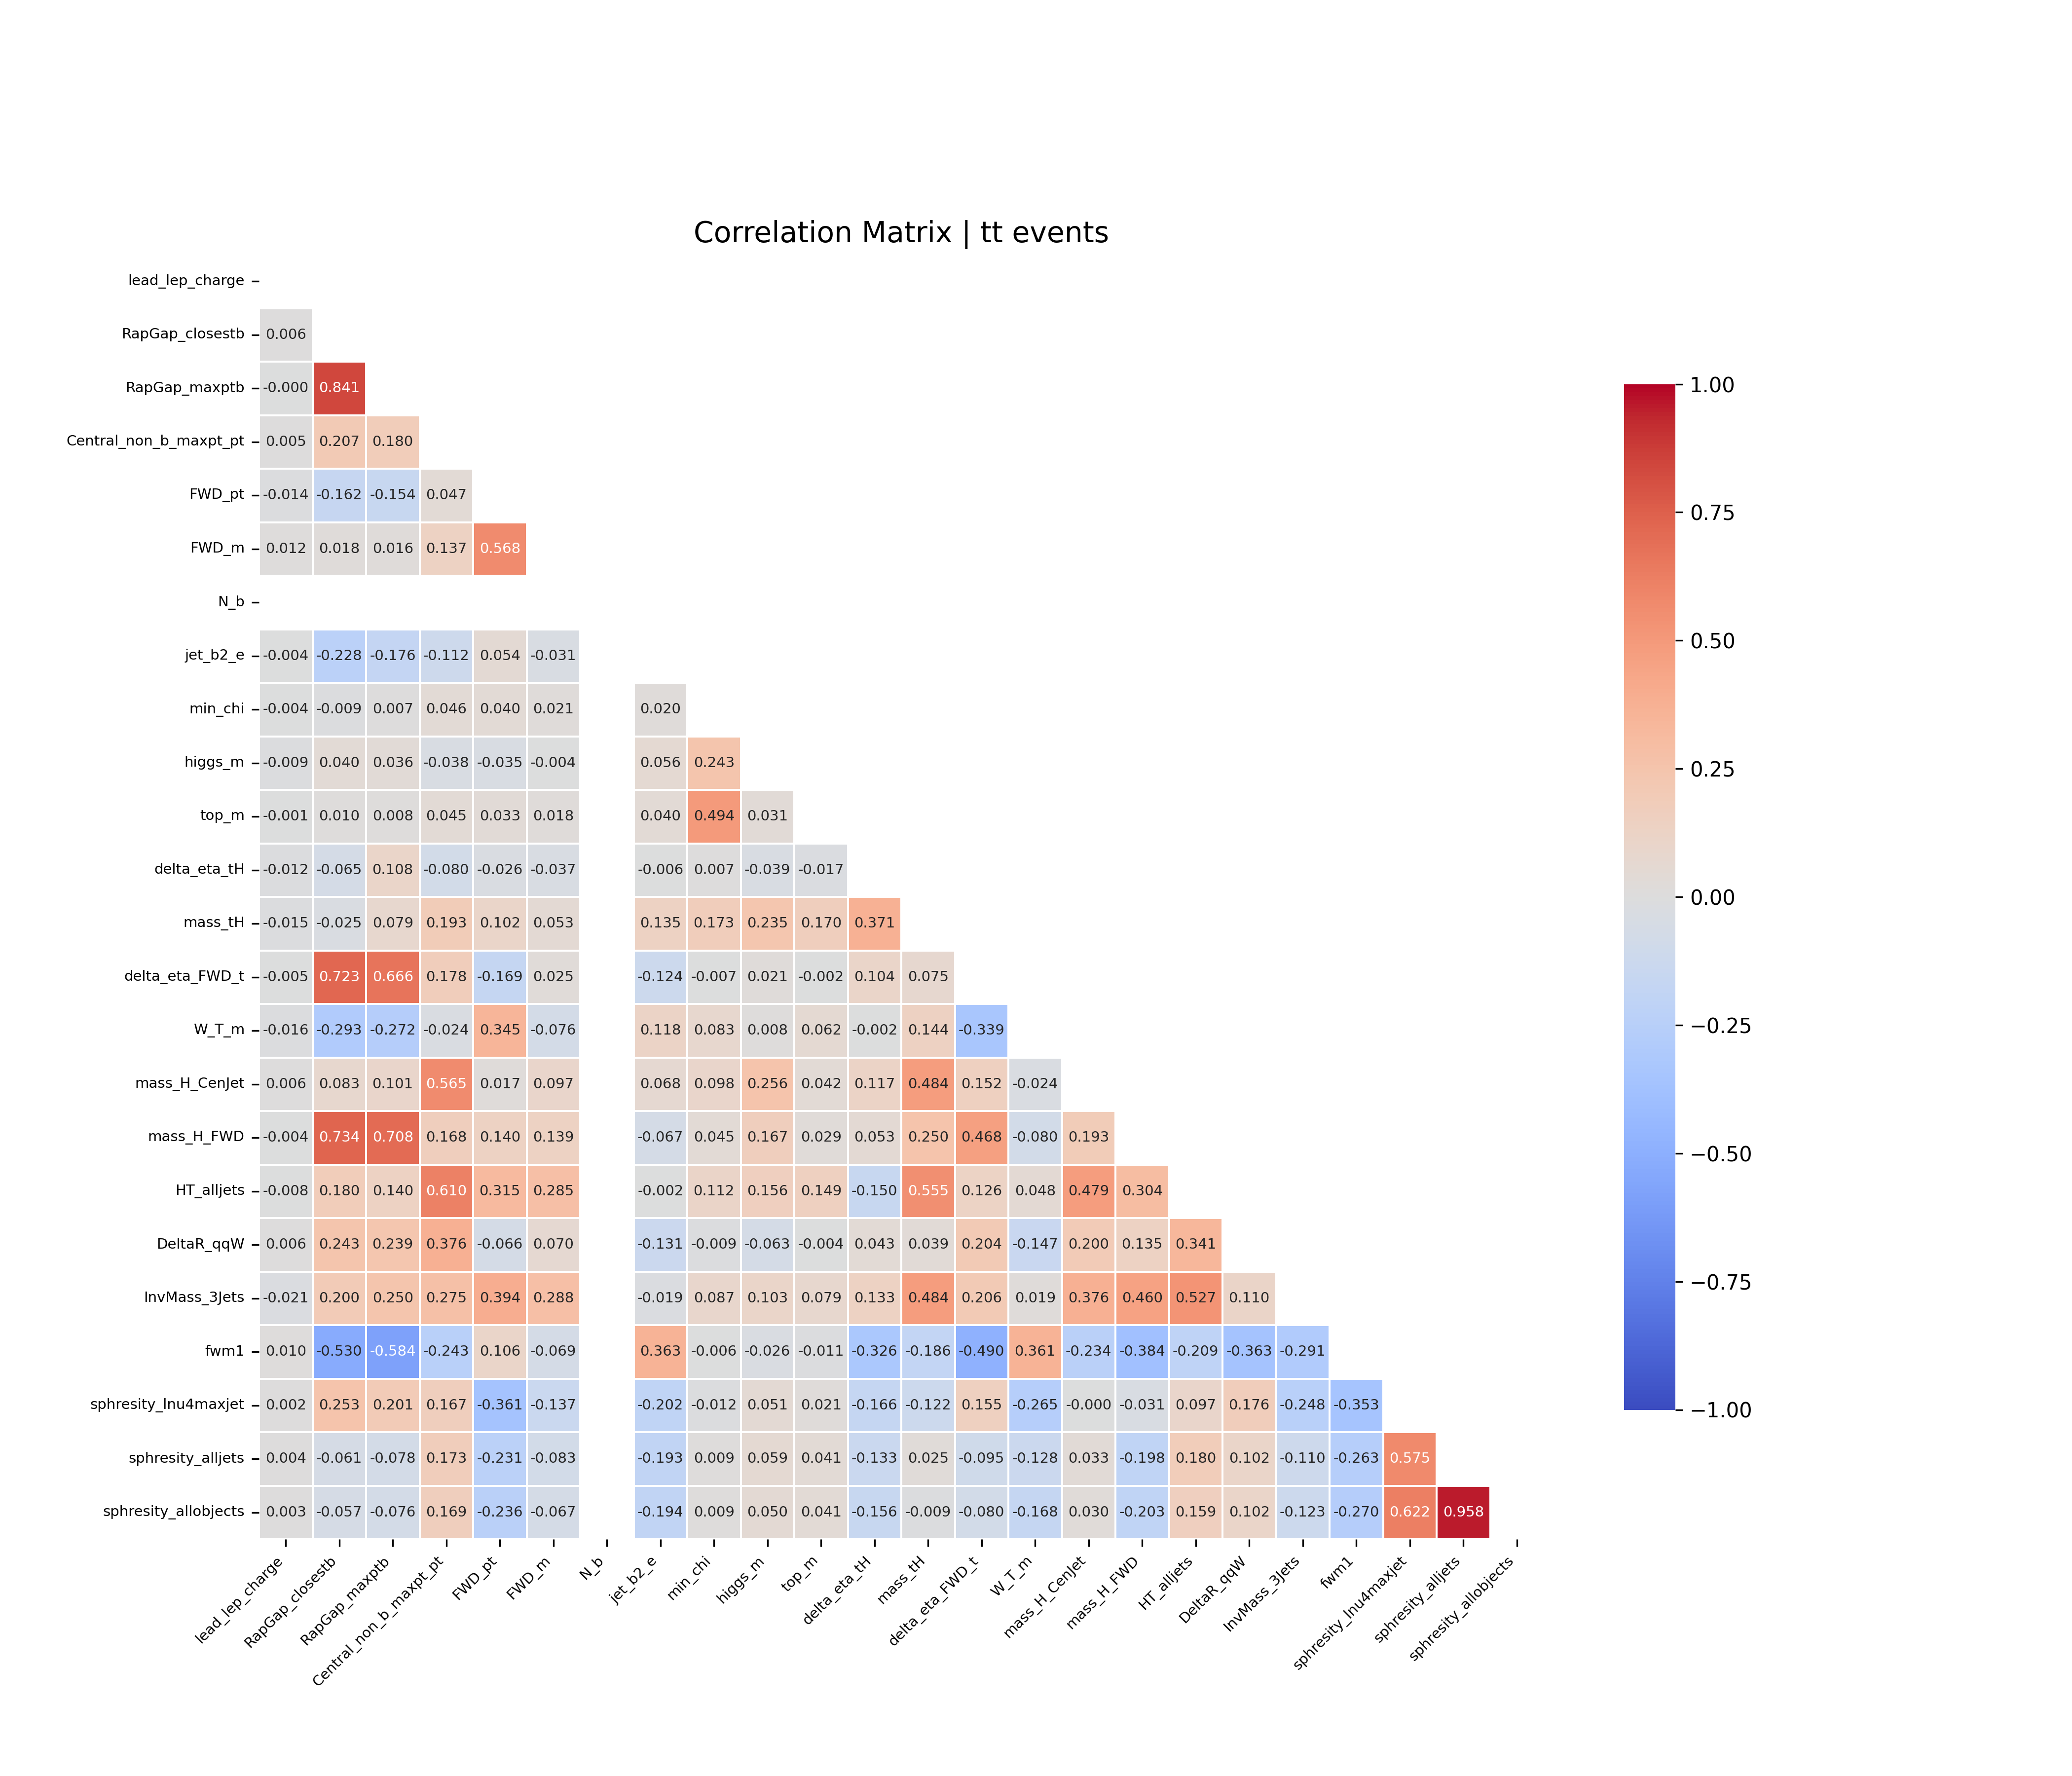 Correlation Matrix | tt events
lead_lep_charge
RapGap_closestb 0.006
RapGap_maxptb -0.000 0.841
Central_non_b_maxpt_pt 0.005 0.207 0.180
FWD_pt -0.014 -0.162 -0.154 0.047
FWD_m 0.012 0.018 0.016 0.137 0.568
N_b
jet_b2_e -0.004 -0.228 -0.176 -0.112 0.054 -0.031
min_chi -0.004 -0.009 0.007 0.046 0.040 0.021 0.020
higgs_m -0.009 0.040 0.036 -0.038 -0.035 -0.004 0.056 0.243
top_m -0.001 0.010 0.008 0.045 0.033 0.018 0.040 0.494 0.031
delta_eta_tH -0.012 -0.065 0.108 -0.080 -0.026 -0.037 -0.006 0.007 -0.039 -0.017
mass_tH -0.015 -0.025 0.079 0.193 0.102 0.053 0.135 0.173 0.235 0.170 0.371
delta_eta_FWD_t -0.005 0.723 0.666 0.178 -0.169 0.025 -0.124 -0.007 0.021 -0.002 0.104 0.075
W_T_m -0.016 -0.293 -0.272 -0.024 0.345 -0.076 0.118 0.083 0.008 0.062 -0.002 0.144 -0.339
mass_H_CenJet 0.006 0.083 0.101 0.565 0.017 0.097 0.068 0.098 0.256 0.042 0.117 0.484 0.152 -0.024
mass_H_FWD -0.004 0.734 0.708 0.168 0.140 0.139 -0.067 0.045 0.167 0.029 0.053 0.250 0.468 -0.080 0.193
HT_alljets -0.008 0.180 0.140 0.610 0.315 0.285 -0.002 0.112 0.156 0.149 -0.150 0.555 0.126 0.048 0.479 0.304
DeltaR_qqW 0.006 0.243 0.239 0.376 -0.066 0.070 -0.131 -0.009 -0.063 -0.004 0.043 0.039 0.204 -0.147 0.200 0.135 0.341
InvMass_3Jets -0.021 0.200 0.250 0.275 0.394 0.288 -0.019 0.087 0.103 0.079 0.133 0.484 0.206 0.019 0.376 0.460 0.527 0.110
fwm1 0.010 -0.530 -0.584 -0.243 0.106 -0.069 0.363 -0.006 -0.026 -0.011 -0.326 -0.186 -0.490 0.361 -0.234 -0.384 -0.209 -0.363 -0.291
sphresity_lnu4maxjet 0.002 0.253 0.201 0.167 -0.361 -0.137 -0.202 -0.012 0.051 0.021 -0.166 -0.122 0.155 -0.265 -0.000 -0.031 0.097 0.176 -0.248 -0.353
sphresity_alljets 0.004 -0.061 -0.078 0.173 -0.231 -0.083 -0.193 0.009 0.059 0.041 -0.133 0.025 -0.095 -0.128 0.033 -0.198 0.180 0.102 -0.110 -0.263 0.575
sphresity_allobjects 0.003 -0.057 -0.076 0.169 -0.236 -0.067 -0.194 0.009 0.050 0.041 -0.156 -0.009 -0.080 -0.168 0.030 -0.203 0.159 0.102 -0.123 -0.270 0.622 0.958
lead_lep_charge
RapGap_closestb
RapGap_maxptb
Central_non_b_maxpt_pt
FWD_pt
FWD_m
N_b
jet_b2_e
min_chi
higgs_m
top_m
delta_eta_tH
mass_tH
delta_eta_FWD_t
W_T_m
mass_H_CenJet
mass_H_FWD
HT_alljets
DeltaR_qqW
InvMass_3Jets
fwm1
sphresity_lnu4maxjet
sphresity_alljets
sphresity_allobjects
1.00
0.75
0.50
0.25
0.00
−0.25
−0.50
−0.75
−1.00